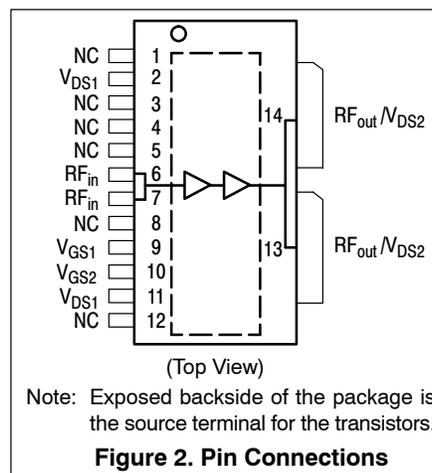 NC 1
VDS1 2
NC 3
NC 4
NC 5
RFin 6
RFin 7
NC 8
VGS1 9
VGS2 10
VDS1 11
NC 12
14 RFout/VDS2
13 RFout/VDS2
(Top View)
Note: Exposed backside of the package is
the source terminal for the transistors.
Figure 2. Pin Connections